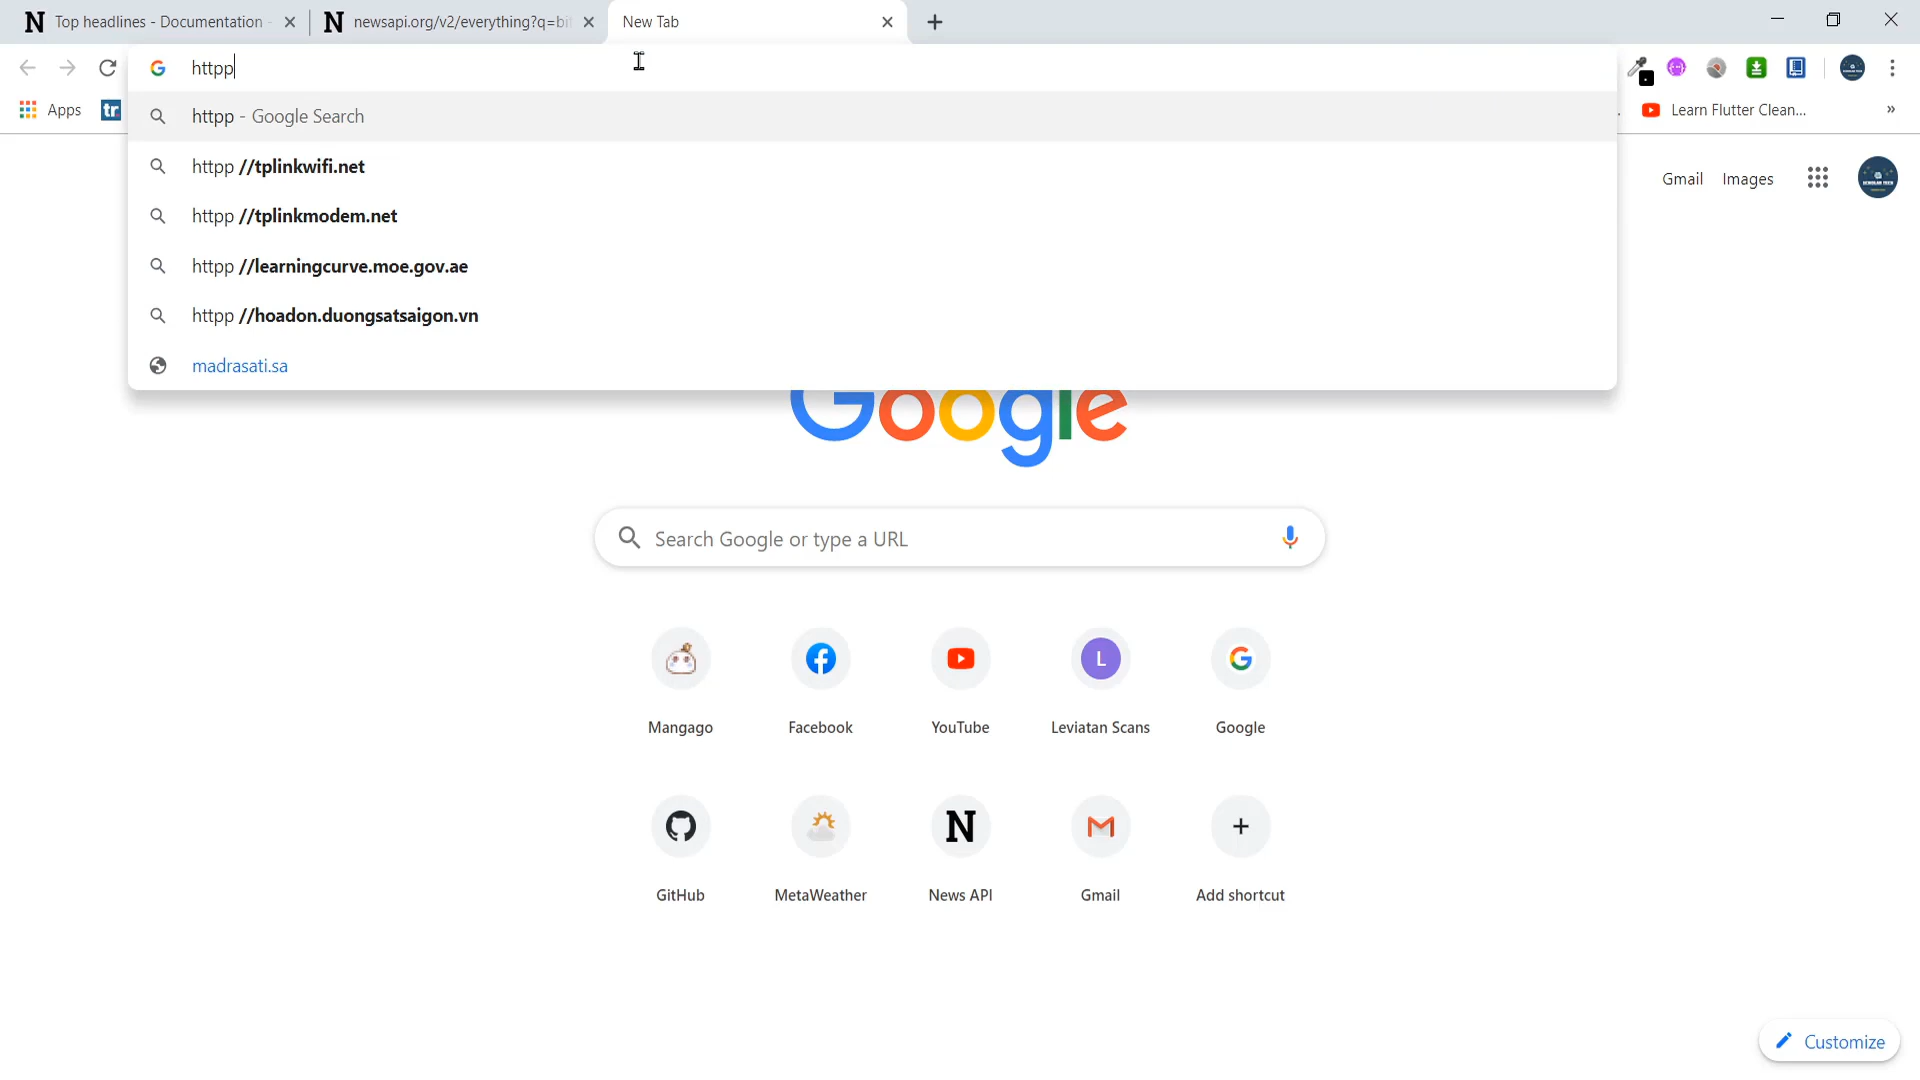 N Top headlines - Documentation -
N newsapi.org/v2/everything?q=bit
New Tab
httpp
Apps
tr
Learn Flutter Clean...
»
httpp - Google Search
httpp //tplinkwifi.net
httpp //tplinkmodem.net
httpp //learningcurve.moe.gov.ae
httpp //hoadon.duongsatsaigon.vn
madrasati.sa
Gmail Images
Google
Search Google or type a URL
L
N
Mangago Facebook YouTube Leviatan Scans Google
GitHub MetaWeather News API Gmail Add shortcut
Customize